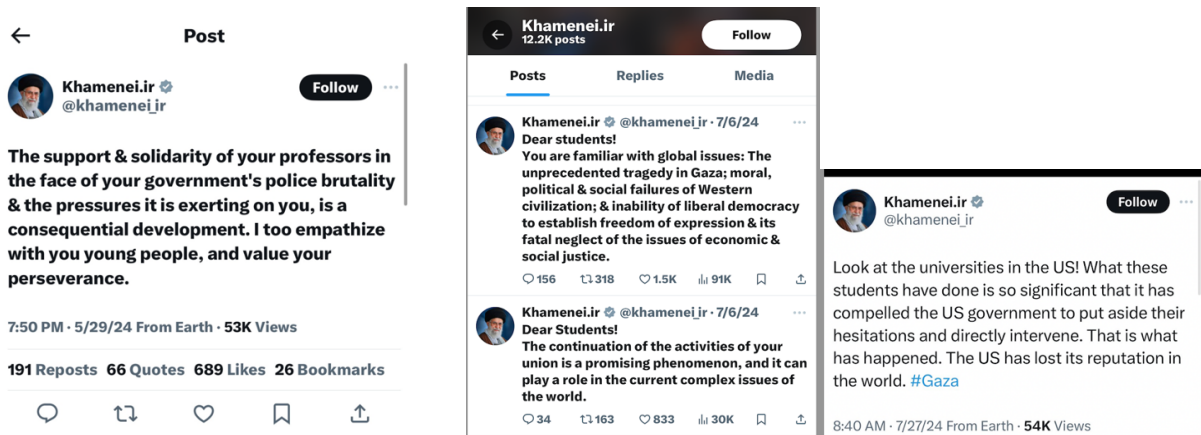 Post
Khamenei.ir
@khamenei_ir
Follow
The support & solidarity of your professors in
the face of your government's police brutality
& the pressures it is exerting on you, is a
consequential development. I too empathize
with you young people, and value your
perseverance.
7:50 PM · 5/29/24 From Earth · 53K Views
191 Reposts 66 Quotes 689 Likes 26 Bookmarks
Khamenei.ir
12.2K posts
Follow
Posts Replies Media
Khamenei.ir @khamenei_ir · 7/6/24
Dear students!
You are familiar with global issues: The
unprecedented tragedy in Gaza; moral,
political & social failures of Western
civilization; & inability of liberal democracy
to establish freedom of expression & its
fatal neglect of the issues of economic &
social justice.
156 318 1.5K 91K
Khamenei.ir @khamenei_ir · 7/6/24
Dear Students!
The continuation of the activities of your
union is a promising phenomenon, and it can
play a role in the current complex issues of
the world.
34 163 833 30K
Khamenei.ir
@khamenei_ir
Follow
Look at the universities in the US! What these
students have done is so significant that it has
compelled the US government to put aside their
hesitations and directly intervene. That is what
has happened. The US has lost its reputation in
the world. #Gaza
8:40 AM · 7/27/24 From Earth · 54K Views